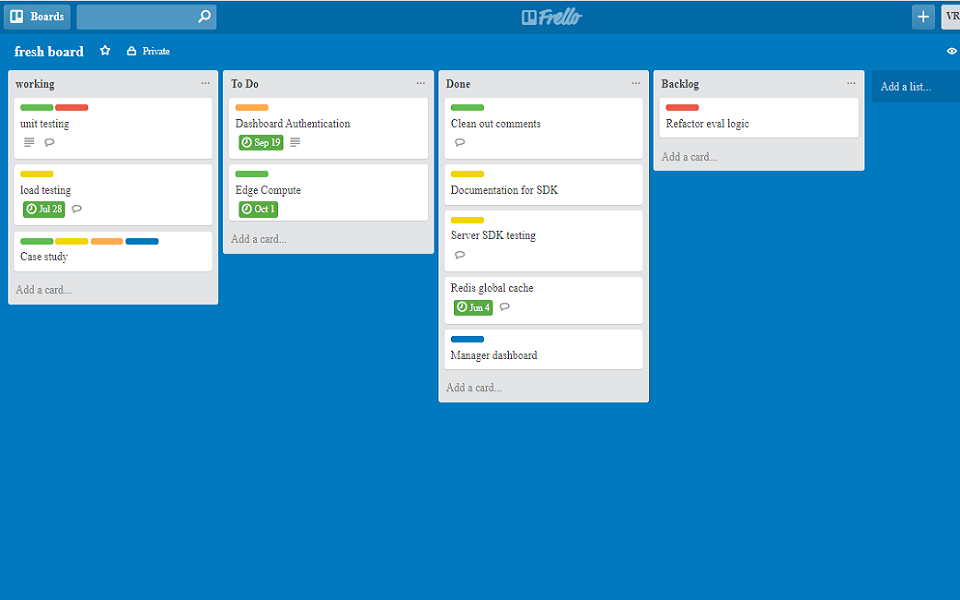 Boards
Frello
VR
fresh board
Private
working
unit testing
load testing
Jul 28
Case study
Add a card...
To Do
Dashboard Authentication
Sep 19
Edge Compute
Oct 1
Add a card...
Done
Clean out comments
Documentation for SDK
Server SDK testing
Redis global cache
Jun 4
Manager dashboard
Add a card...
Backlog
Refactor eval logic
Add a card...
Add a list...